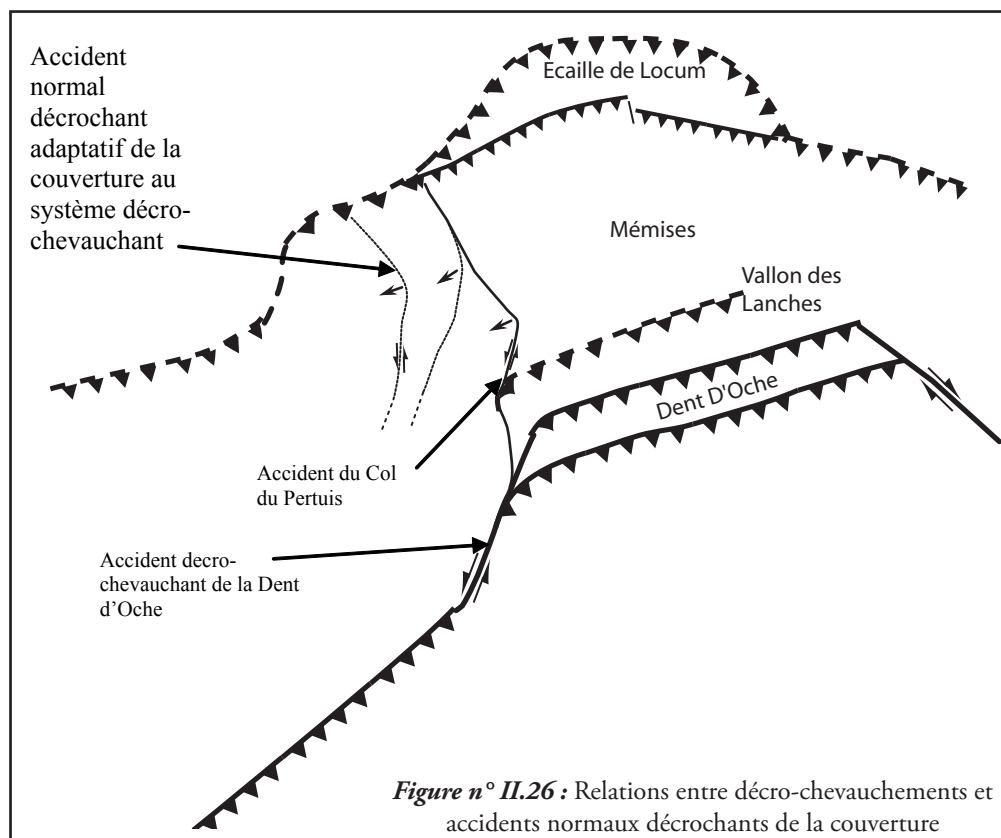 Accident
normal
décrochant
adaptatif de la
couverture au
système décro-
chevauchant
Ecaille de Locum
Mémises
Vallon des
Lanches
Dent D'Oche
Accident du Col
du Pertuis
Accident decro-
chevauchant de la Dent
d'Oche
Figure n° II.26 : Relations entre décro-chevauchements et
accidents normaux décrochants de la couverture